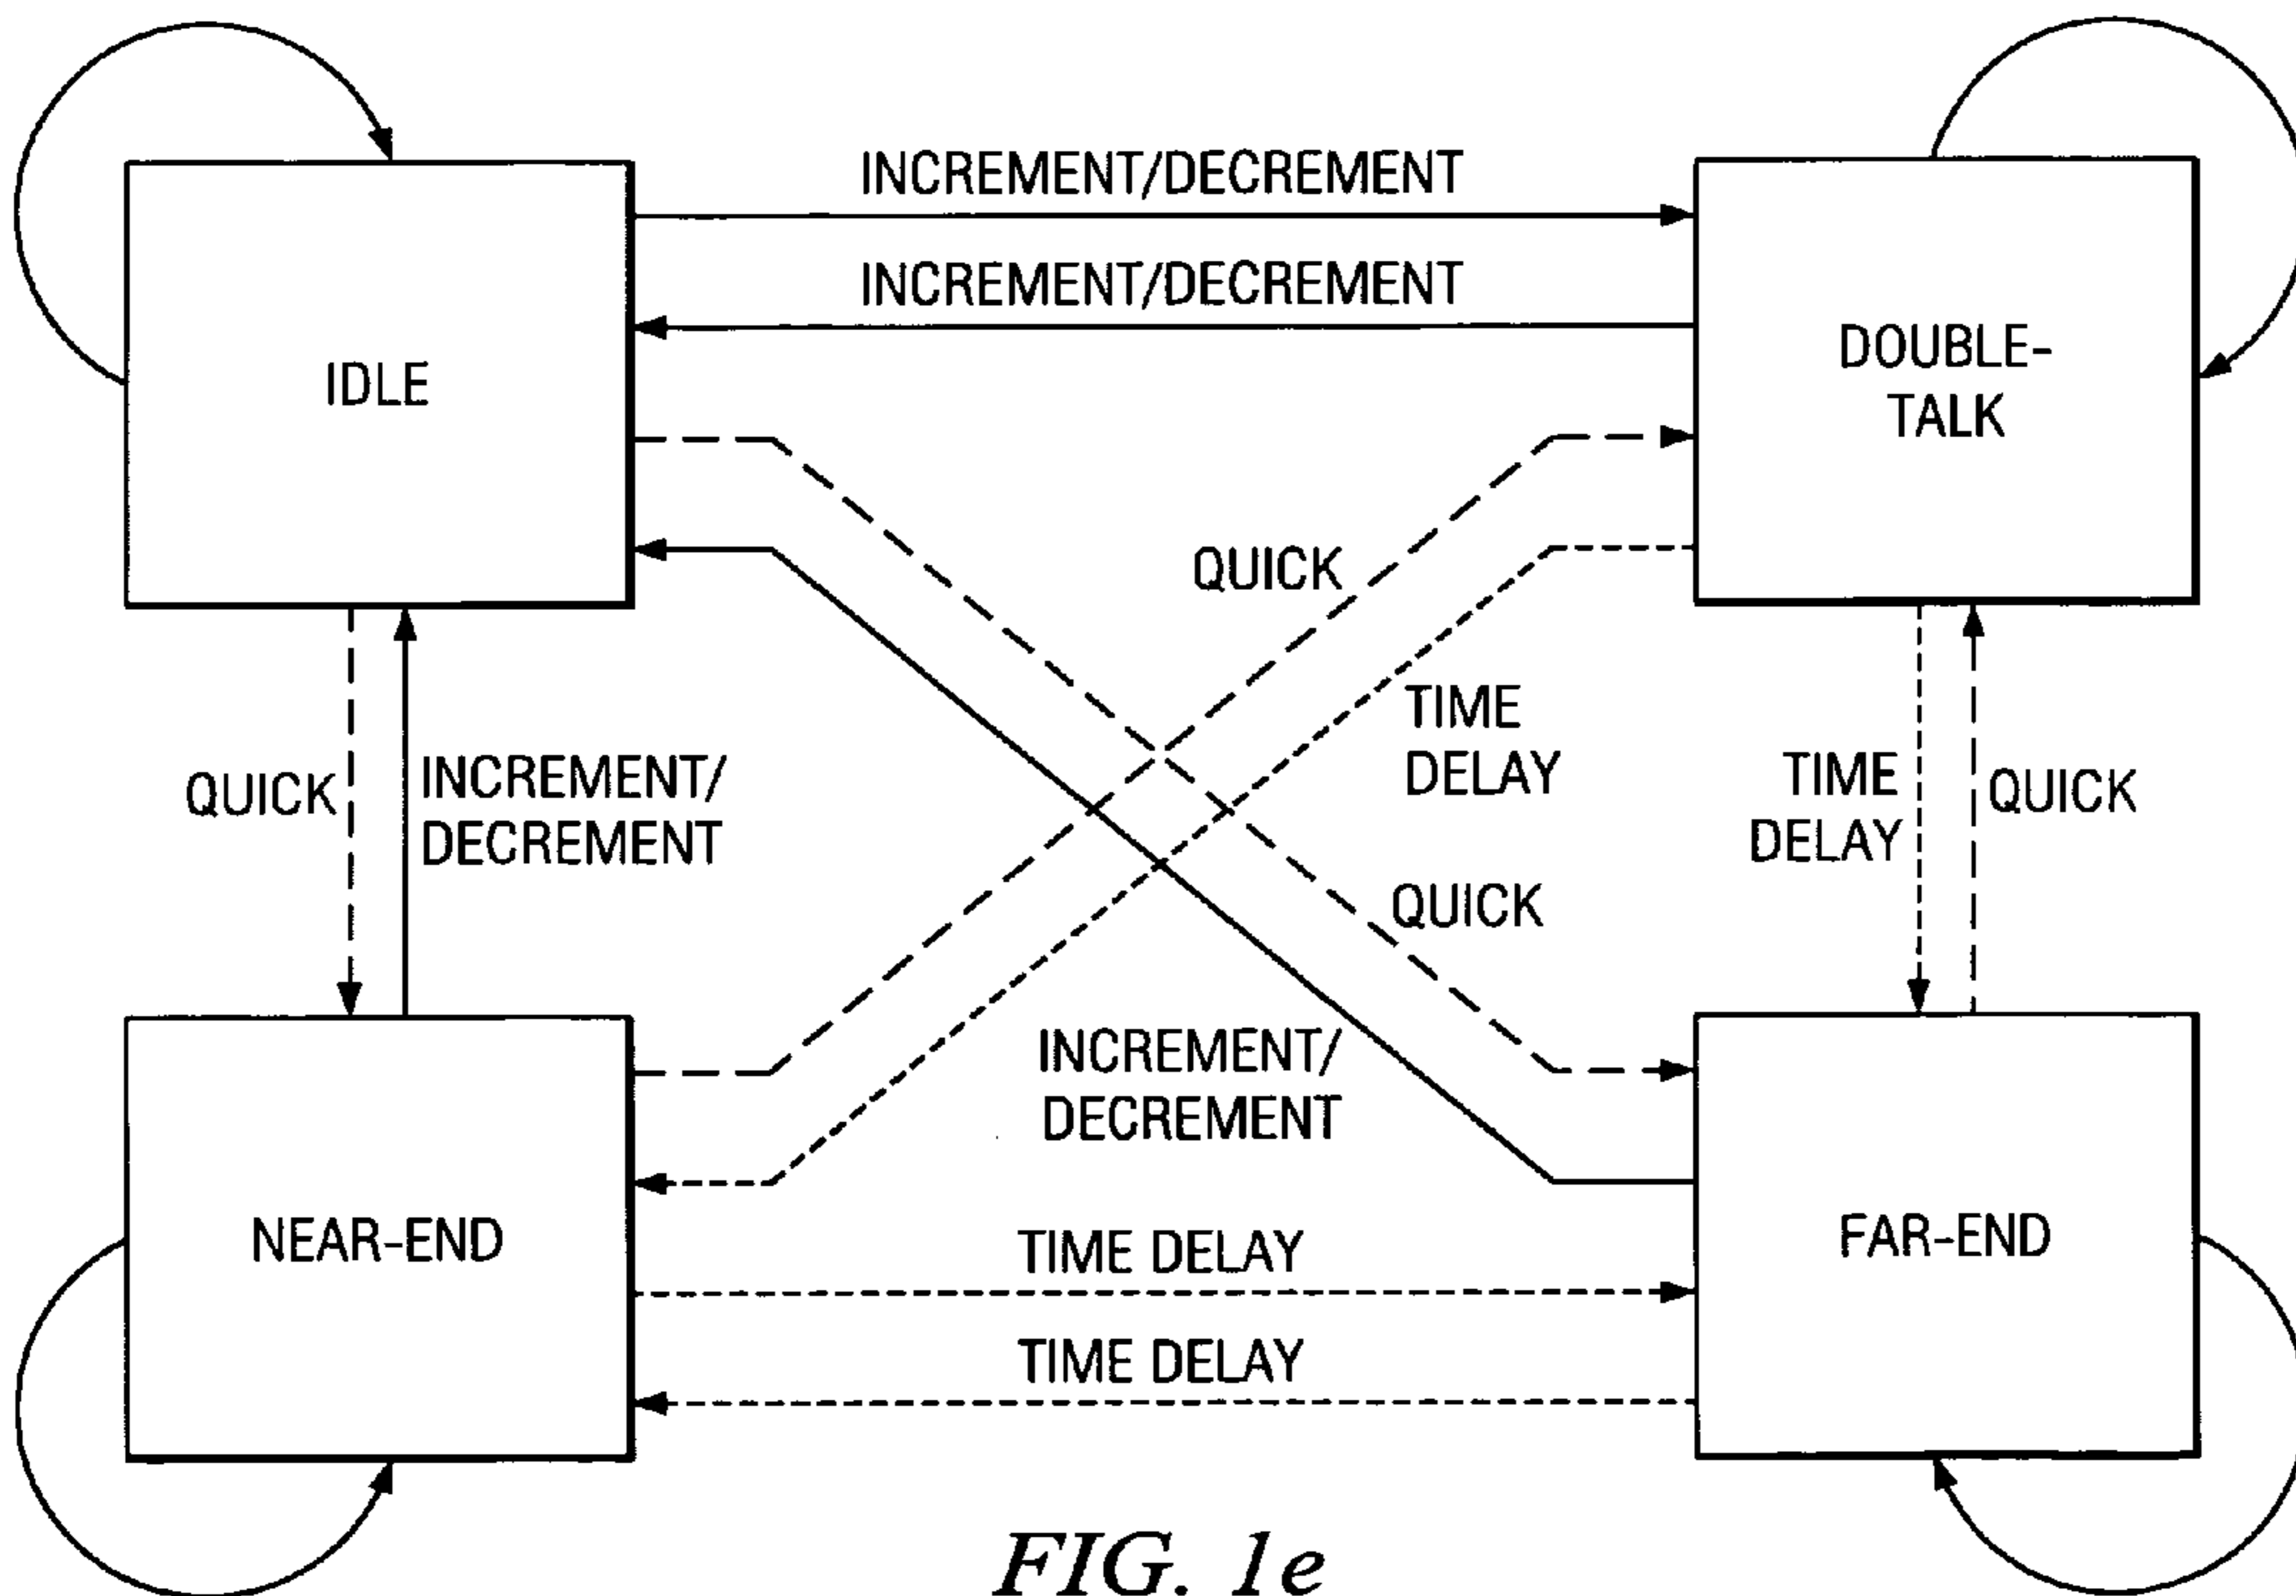 INCREMENT/DECREMENT
INCREMENT/DECREMENT
IDLE
DOUBLE-
TALK
QUICK
TIME
DELAY
QUICK
INCREMENT/
DECREMENT
TIME
DELAY
QUICK
QUICK
INCREMENT/
DECREMENT
NEAR-END
FAR-END
TIME DELAY
TIME DELAY
FIG. 1e